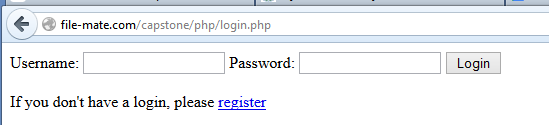 file-mate.com/capstone/php/login.php
Username: Password: Login
If you don't have a login, please register